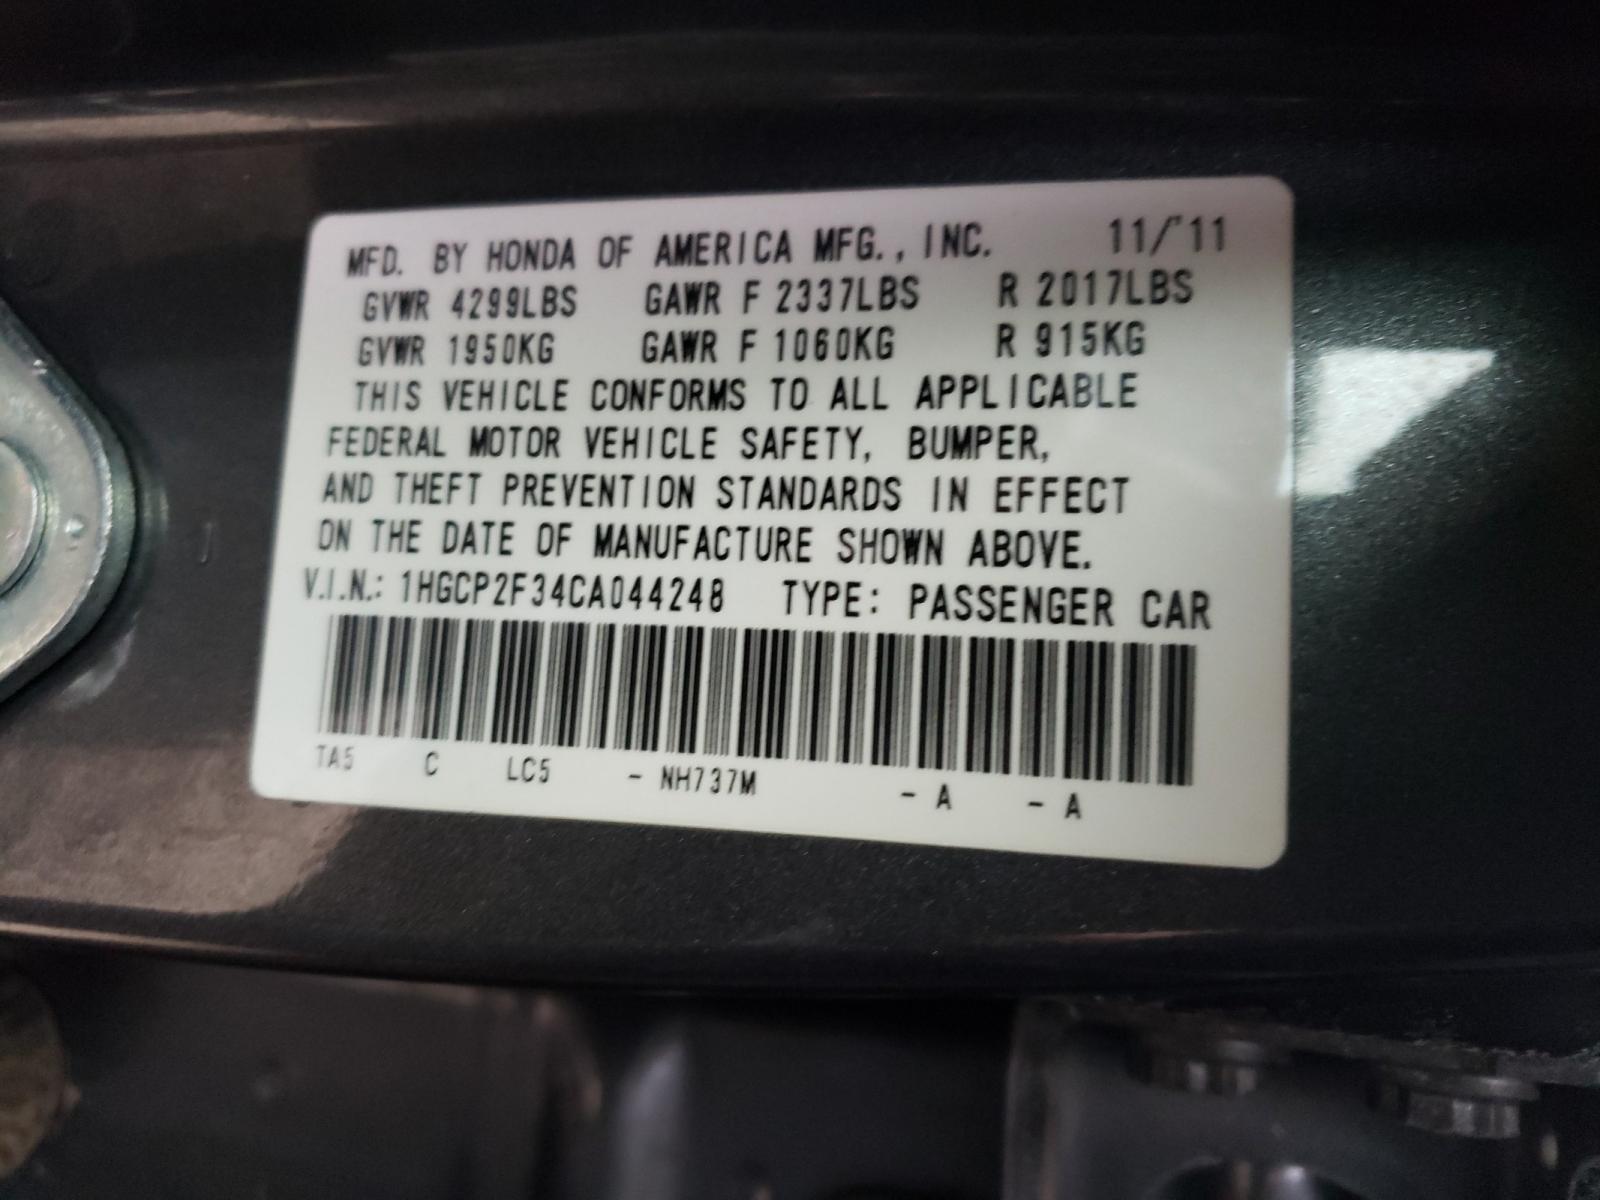 MFD. BY HONDA OF AMERICA MFG., INC. 11/'11
GVWR 4299LBS GAWR F 2337LBS R 2017LBS
GVWR 1950KG GAWR F 1060KG R 915KG
THIS VEHICLE CONFORMS TO ALL APPLICABLE
FEDERAL MOTOR VEHICLE SAFETY, BUMPER,
AND THEFT PREVENTION STANDARDS IN EFFECT
ON THE DATE OF MANUFACTURE SHOWN ABOVE.
V.I.N.: 1HGCP2F34CA044248 TYPE: PASSENGER CAR
TA5 C LC5 - NH737M - A - A